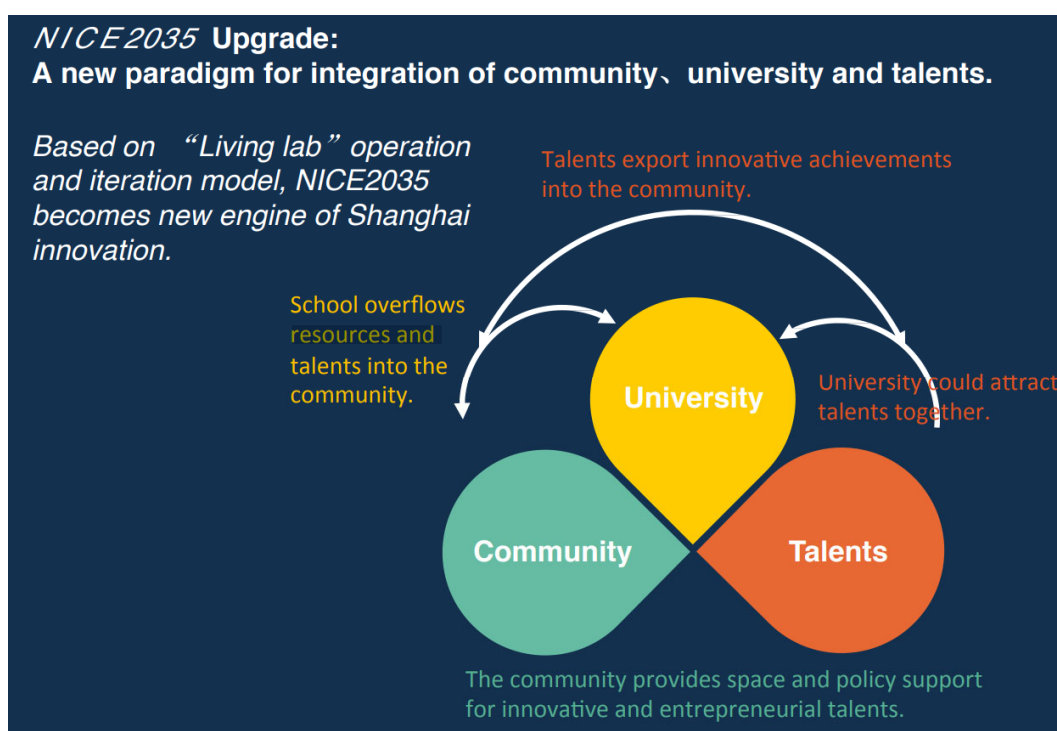 NICE2035 Upgrade:
A new paradigm for integration of community、university and talents.
Based on “Living lab” operation
and iteration model, NICE2035
becomes new engine of Shanghai
innovation.
Talents export innovative achievements
into the community.
School overflows
resources and
talents into the
community.
University
University could attract
talents together.
Community
Talents
The community provides space and policy support
for innovative and entrepreneurial talents.